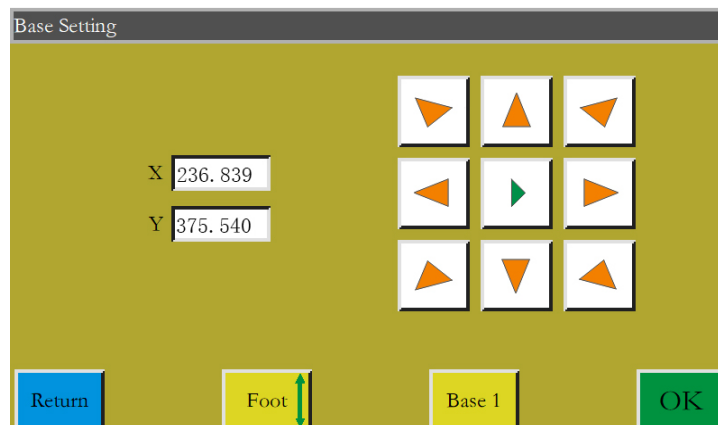 Base Setting
X 236.839
Y 375.540
Return
Foot
Base 1
OK